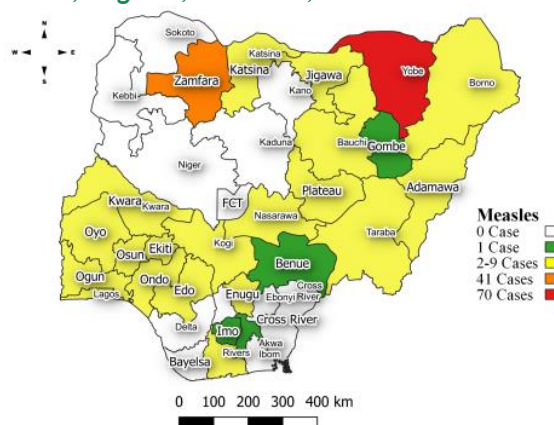 N
W E
S
Sokoto
Katsina
Zamfara
Katsina
Jigawa
Yobe
Borno
Kebbi
Kano
Kaduna
Bauchi
Gombe
Niger
Adamawa
Plateau
Kwara
Kwara
FCT
Nasarawa
Taraba
Oyo
Kogi
Osun
Ekiti
Benue
Ogun
Ondo
Edo
Lagos
Enugu
Ebonyi
Cross
River
Cross River
Delta
Imo
Akwa
Ibom
Bayelsa
Rivers
Measles
0 Case
1 Case
2-9 Cases
41 Cases
70 Cases
0 100 200 300 400 km